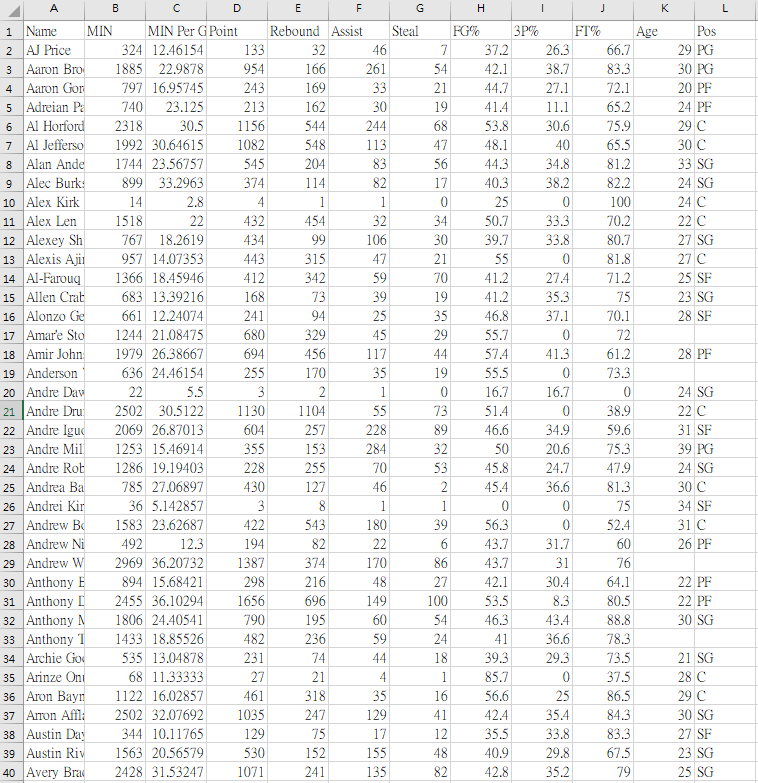 A B C D E F G H I J K L
1 Name MIN MIN Per G Point Rebound Assist Steal FG% 3P% FT% Age Pos
2 AJ Price 324 12.46154 133 32 46 7 37.2 26.3 66.7 29 PG
3 Aaron Bro 1885 22.9878 954 166 261 54 42.1 38.7 83.3 30 PG
4 Aaron Gor 797 16.95745 243 169 33 21 44.7 27.1 72.1 20 PF
5 Adreian Pa 740 23.125 213 162 30 19 41.4 11.1 65.2 24 PF
6 Al Horford 2318 30.5 1156 544 244 68 53.8 30.6 75.9 29 C
7 Al Jefferso 1992 30.64615 1082 548 113 47 48.1 40 65.5 30 C
8 Alan Ande 1744 23.56757 545 204 83 56 44.3 34.8 81.2 33 SG
9 Alec Burks 899 33.2963 374 114 82 17 40.3 38.2 82.2 24 SG
10 Alex Kirk 14 2.8 4 1 1 0 25 0 100 24 C
11 Alex Len 1518 22 432 454 32 34 50.7 33.3 70.2 22 C
12 Alexey Sh 767 18.2619 434 99 106 30 39.7 33.8 80.7 27 SG
13 Alexis Aji 957 14.07353 443 315 47 21 55 0 81.8 27 C
14 Al-Farouq 1366 18.45946 412 342 59 70 41.2 27.4 71.2 25 SF
15 Allen Crab 683 13.39216 168 73 39 19 41.2 35.3 75 23 SG
16 Alonzo Ge 661 12.24074 241 94 25 35 46.8 37.1 70.1 28 SF
17 Amar'e Sto 1244 21.08475 680 329 45 29 55.7 0 72
18 Amir John 1979 26.38667 694 456 117 44 57.4 41.3 61.2 28 PF
19 Anderson 636 24.46154 255 170 35 19 55.5 0 73.3
20 Andre Daw 22 5.5 3 2 1 0 16.7 16.7 0 24 SG
21 Andre Dru 2502 30.5122 1130 1104 55 73 51.4 0 38.9 22 C
22 Andre Iguo 2069 26.87013 604 257 228 89 46.6 34.9 59.6 31 SF
23 Andre Mil 1253 15.46914 355 153 284 32 50 20.6 75.3 39 PG
24 Andre Rob 1286 19.19403 228 255 70 53 45.8 24.7 47.9 24 SG
25 Andrea Ba 785 27.06897 430 127 46 2 45.4 36.6 81.3 30 C
26 Andrei Kir 36 5.142857 3 8 1 1 0 0 75 34 SF
27 Andrew Bo 1583 23.62687 422 543 180 39 56.3 0 52.4 31 C
28 Andrew Ni 492 12.3 194 82 22 6 43.7 31.7 60 26 PF
29 Andrew W 2969 36.20732 1387 374 170 86 43.7 31 76
30 Anthony B 894 15.68421 298 216 48 27 42.1 30.4 64.1 22 PF
31 Anthony D 2455 36.10294 1656 696 149 100 53.5 8.3 80.5 22 PF
32 Anthony M 1806 24.40541 790 195 60 54 46.3 43.4 88.8 30 SG
33 Anthony T 1433 18.85526 482 236 59 24 41 36.6 78.3
34 Archie Goo 535 13.04878 231 74 44 18 39.3 29.3 73.5 21 SG
35 Arinze Onu 68 11.33333 27 21 4 1 85.7 0 37.5 28 C
36 Aron Bayn 1122 16.02857 461 318 35 16 56.6 25 86.5 29 C
37 Arron Affla 2502 32.07692 1035 247 129 41 42.4 35.4 84.3 30 SG
38 Austin Day 344 10.11765 129 75 17 12 35.5 33.8 83.3 27 SF
39 Austin Riv 1563 20.56579 530 152 155 48 40.9 29.8 67.5 23 SG
40 Avery Brad 2428 31.53247 1071 241 135 82 42.8 35.2 79 25 SG